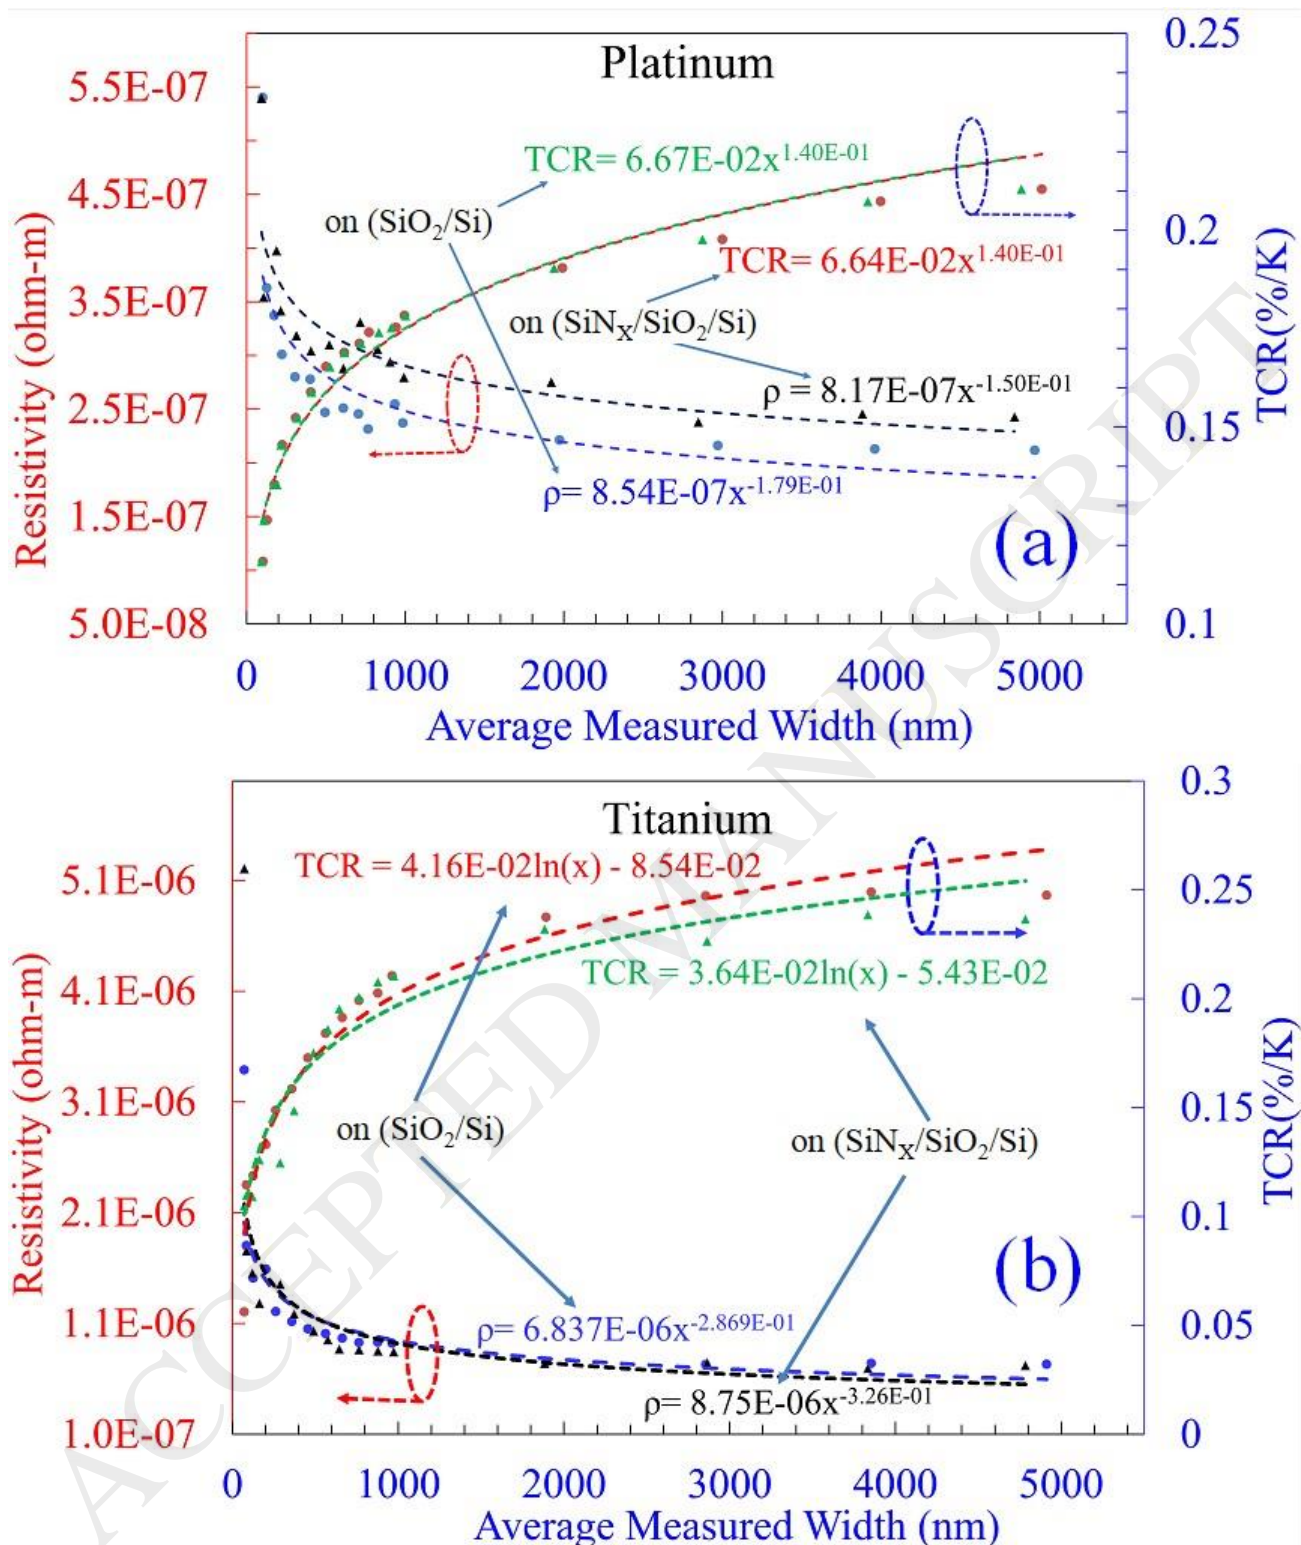 Platinum
0.25
5.5E-07
TCR= 6.67E-02x^1.40E-01
4.5E-07
on (SiO₂/Si)
0.2
TCR= 6.64E-02x^1.40E-01
3.5E-07
on (SiN_X/SiO₂/Si)
2.5E-07
ρ = 8.17E-07x^-1.50E-01
0.15
ρ= 8.54E-07x^-1.79E-01
1.5E-07
(a)
5.0E-08
0.1
Resistivity (ohm-m)
TCR(%/K)
0 1000 2000 3000 4000 5000
Average Measured Width (nm)
Titanium
0.3
TCR = 4.16E-02ln(x) - 8.54E-02
5.1E-06
0.25
TCR = 3.64E-02ln(x) - 5.43E-02
4.1E-06
0.2
3.1E-06
0.15
on (SiO₂/Si)
on (SiN_X/SiO₂/Si)
2.1E-06
0.1
(b)
1.1E-06
ρ= 6.837E-06x^-2.869E-01
0.05
ρ= 8.75E-06x^-3.26E-01
1.0E-07
0
Resistivity (ohm-m)
TCR(%/K)
0 1000 2000 3000 4000 5000
Average Measured Width (nm)
ACCEPTED MANUSCRIPT